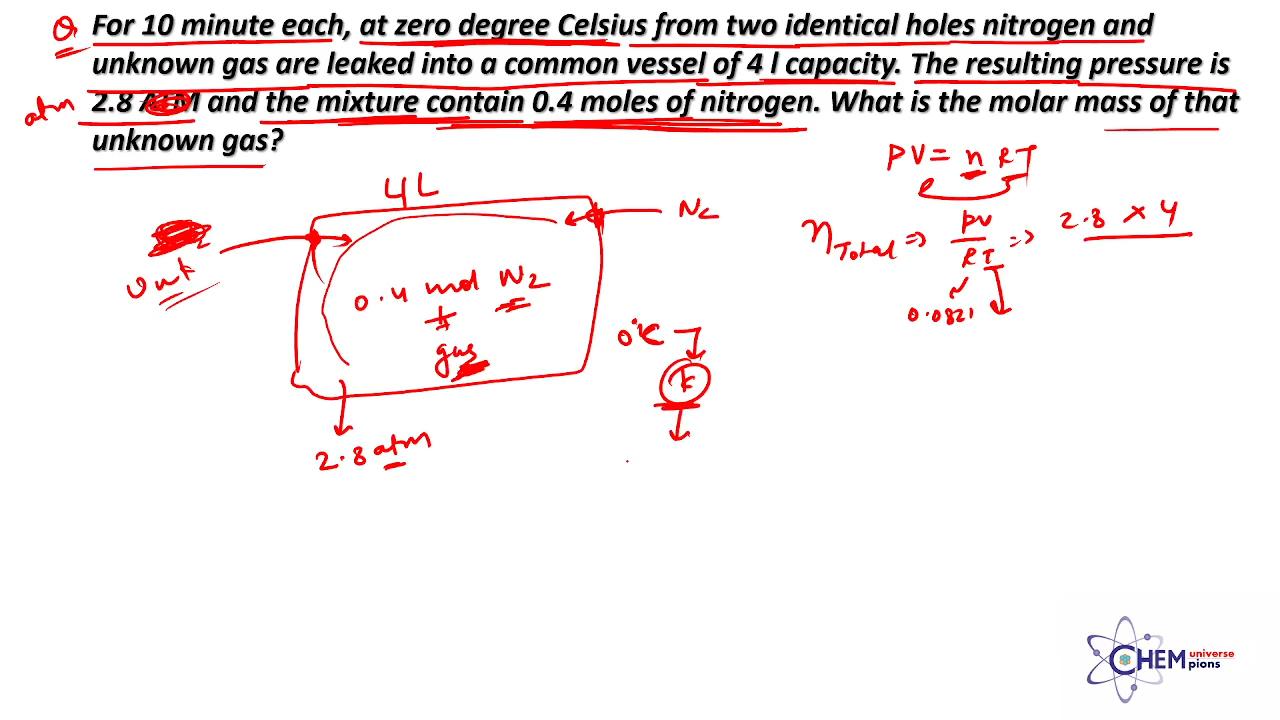 Q For 10 minute each, at zero degree Celsius from two identical holes nitrogen and
unknown gas are leaked into a common vessel of 4 l capacity. The resulting pressure is
atm 2.8 and the mixture contain 0.4 moles of nitrogen. What is the molar mass of that
unknown gas?
PV = n RT
4L
N2
unk
n Total => PV/RT => 2.8 × 4
0.0821
0.4 mol N2
+
gas
0°C
K
2.8 atm
CHEM universe
pions